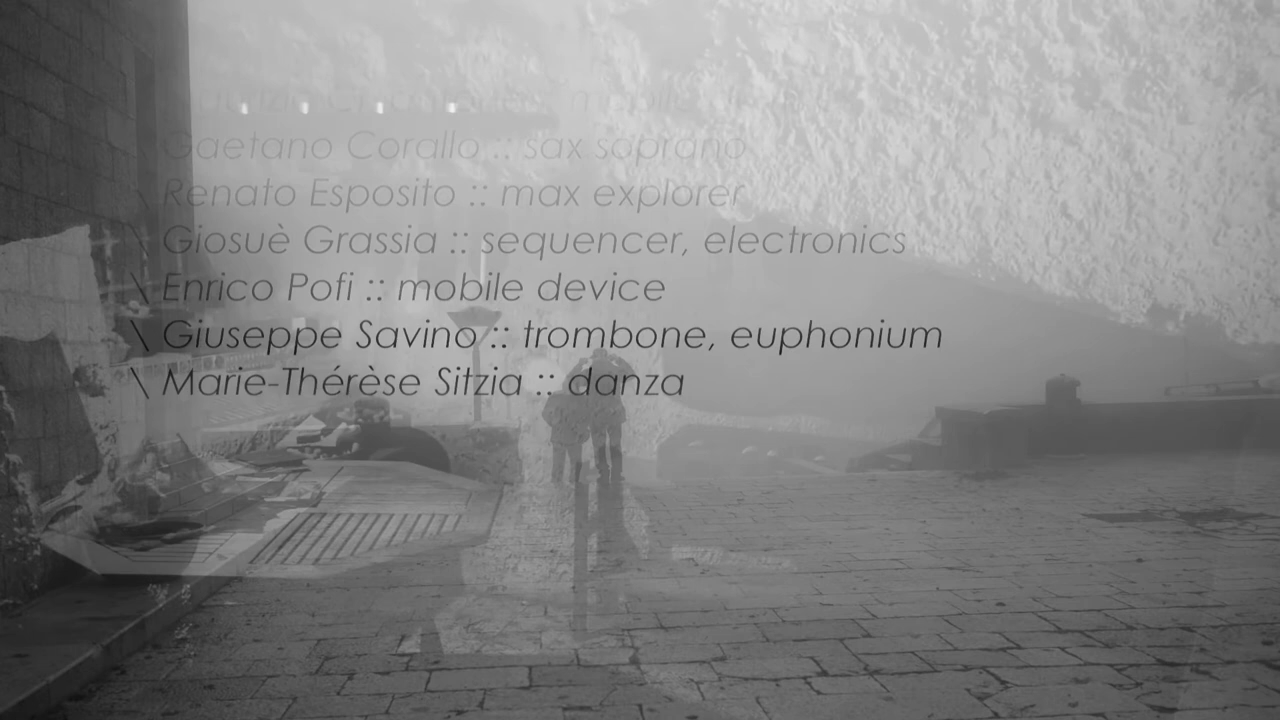 Gaetano Corallo :: sax soprano
\ Renato Esposito :: max explorer
\ Giosuè Grassia :: sequencer, electronics
\ Enrico Pofi :: mobile device
\ Giuseppe Savino :: trombone, euphonium
\ Marie-Thérèse Sitzia :: danza